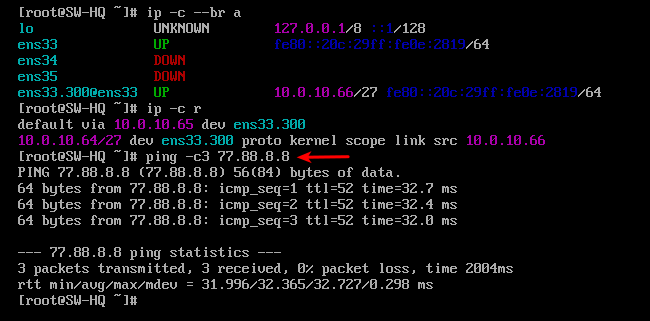 [root@SW-HQ ~]# ip -c --br a
lo UNKNOWN 127.0.0.1/8 ::1/128
ens33 UP fe80::20c:29ff:fe0e:2819/64
ens34 DOWN
ens35 DOWN
ens33.300@ens33 UP 10.0.10.66/27 fe80::20c:29ff:fe0e:2819/64
[root@SW-HQ ~]# ip -c r
default via 10.0.10.65 dev ens33.300
10.0.10.64/27 dev ens33.300 proto kernel scope link src 10.0.10.66
[root@SW-HQ ~]# ping -c3 77.88.8.8
PING 77.88.8.8 (77.88.8.8) 56(84) bytes of data.
64 bytes from 77.88.8.8: icmp_seq=1 ttl=52 time=32.7 ms
64 bytes from 77.88.8.8: icmp_seq=2 ttl=52 time=32.4 ms
64 bytes from 77.88.8.8: icmp_seq=3 ttl=52 time=32.0 ms
--- 77.88.8.8 ping statistics ---
3 packets transmitted, 3 received, 0% packet loss, time 2004ms
rtt min/avg/max/mdev = 31.996/32.365/32.727/0.298 ms
[root@SW-HQ ~]#